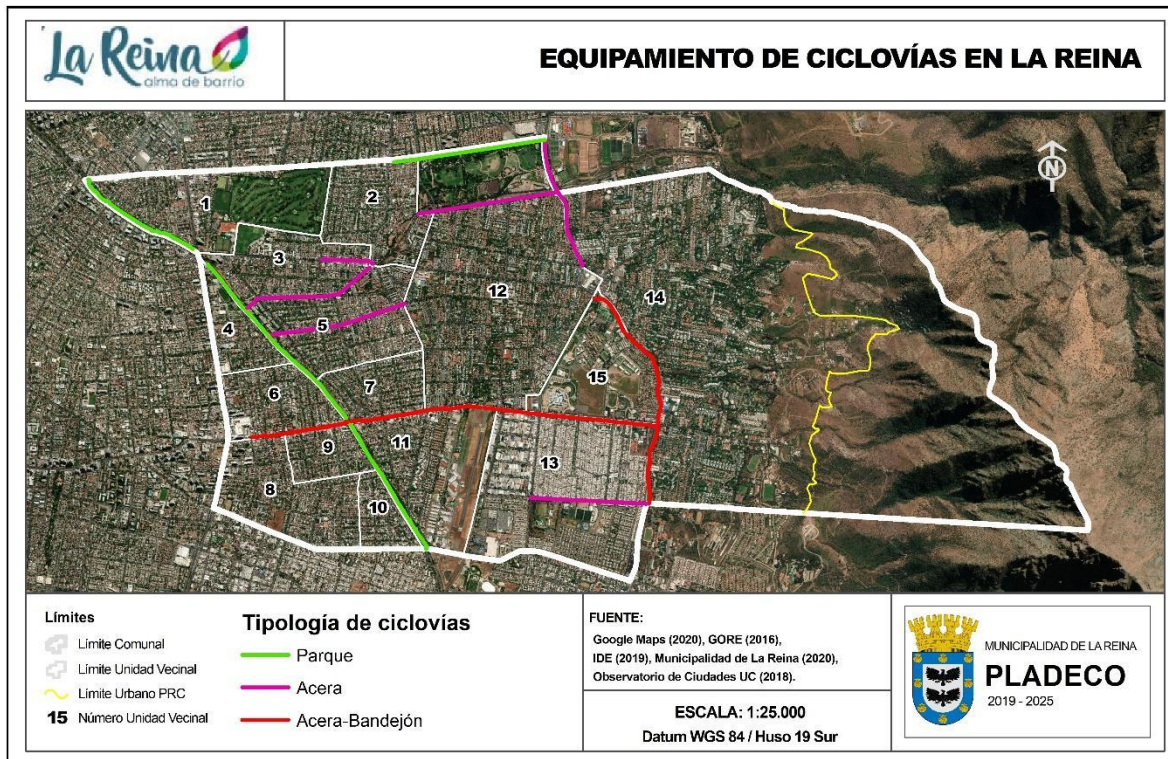 La Reina
alma de barrio
EQUIPAMIENTO DE CICLOVÍAS EN LA REINA
N
1
2
3
4
5
6
7
8
9
10
11
12
13
14
15
Límites
Límite Comunal
Límite Unidad Vecinal
Límite Urbano PRC
15 Número Unidad Vecinal
Tipología de ciclovías
Parque
Acera
Acera-Bandejón
FUENTE:
Google Maps (2020), GORE (2016),
IDE (2019), Municipalidad de La Reina (2020),
Observatorio de Ciudades UC (2018).
ESCALA: 1:25.000
Datum WGS 84 / Huso 19 Sur
MUNICIPALIDAD DE LA REINA
PLADECO
2019 - 2025